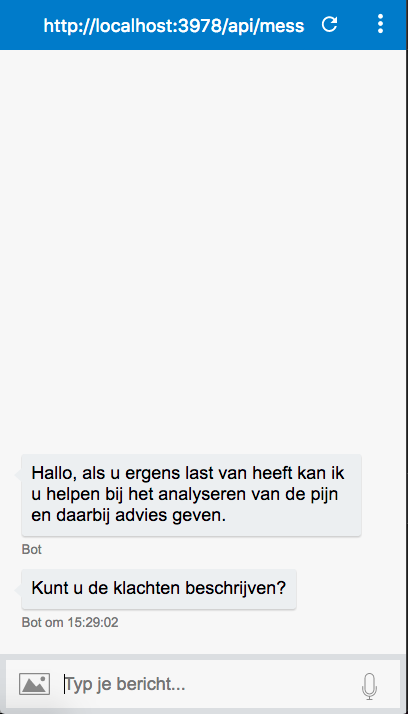 http://localhost:3978/api/mess
Hallo, als u ergens last van heeft kan ik
u helpen bij het analyseren van de pijn
en daarbij advies geven.
Bot
Kunt u de klachten beschrijven?
Bot om 15:29:02
Typ je bericht...